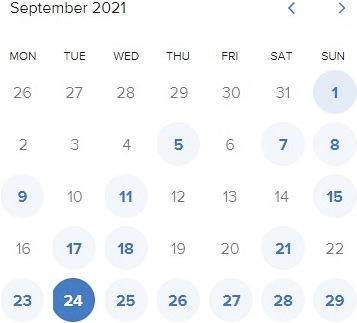 September 2021
MON TUE WED THU FRI SAT SUN
26 27 28 29 30 31 1
2 3 4 5 6 7 8
9 10 11 12 13 14 15
16 17 18 19 20 21 22
23 24 25 26 27 28 29